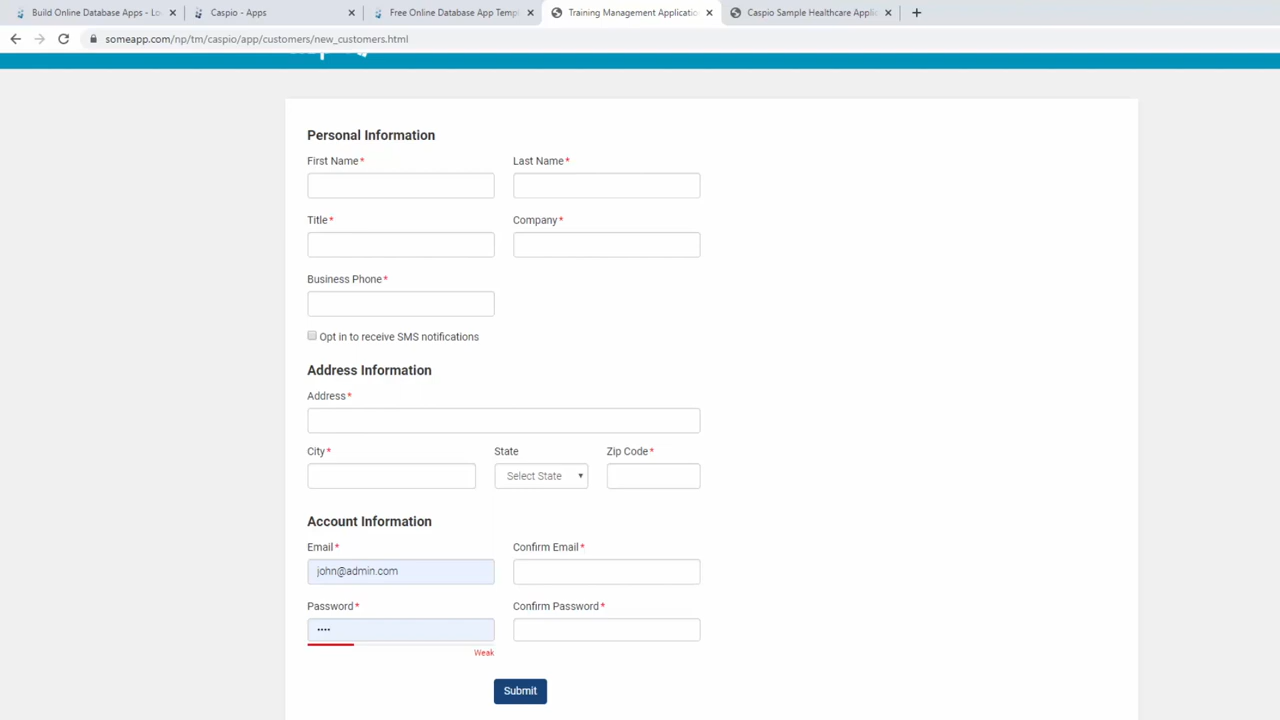 Build Online Database Apps - Lo
Caspio - Apps
Free Online Database App Templ
Training Management Applicatio
Caspio Sample Healthcare Applic
someapp.com/np/tm/caspio/app/customers/new_customers.html
Personal Information
First Name*
Last Name*
Title*
Company*
Business Phone*
Opt in to receive SMS notifications
Address Information
Address*
City*
State
Zip Code*
Select State
Account Information
Email*
Confirm Email*
john@admin.com
Password*
Confirm Password*
••••
Weak
Submit